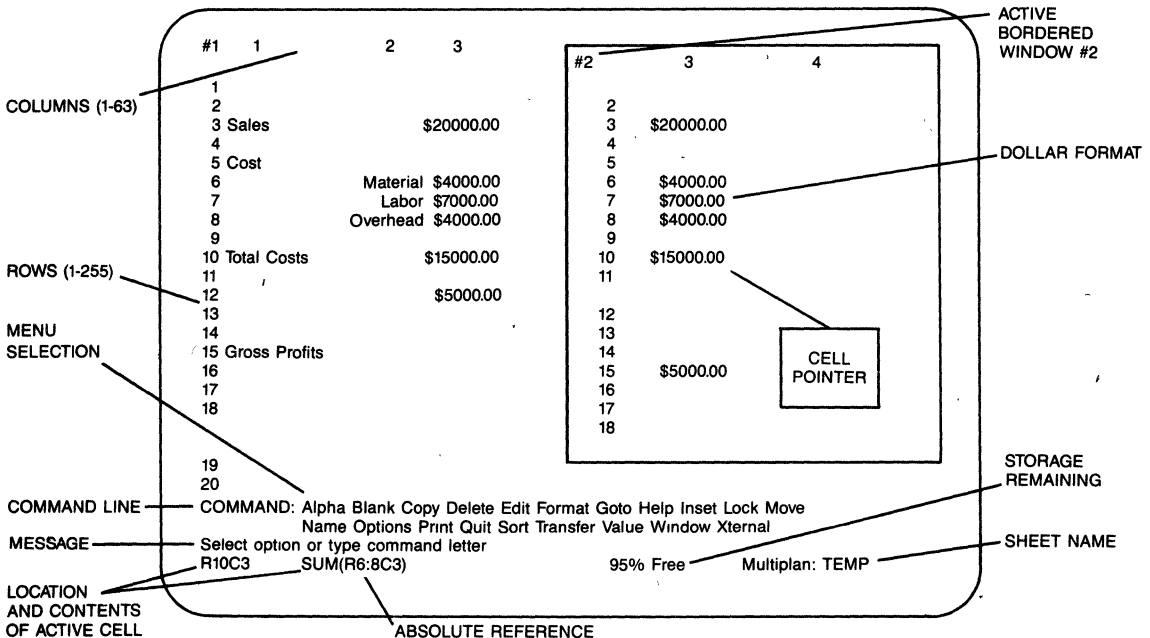 ACTIVE
BORDERED
WINDOW #2
#1 1 2 3
#2 3 4
COLUMNS (1-63)
1
2
3 Sales $20000.00
4
5 Cost
6 Material $4000.00
7 Labor $7000.00
8 Overhead $4000.00
9
10 Total Costs $15000.00
11
12 $5000.00
13
14
15 Gross Profits
16
17
18
19
20
2
3 $20000.00
4
5
6 $4000.00
7 $7000.00
8 $4000.00
9
10 $15000.00
11
12
13
14
15 $5000.00
16
17
18
CELL
POINTER
DOLLAR FORMAT
ROWS (1-255)
MENU
SELECTION
STORAGE
REMAINING
COMMAND LINE
COMMAND: Alpha Blank Copy Delete Edit Format Goto Help Inset Lock Move
Name Options Print Quit Sort Transfer Value Window Xternal
MESSAGE
Select option or type command letter
R10C3 SUM(R6:8C3) 95% Free Multiplan: TEMP
SHEET NAME
LOCATION
AND CONTENTS
OF ACTIVE CELL
ABSOLUTE REFERENCE